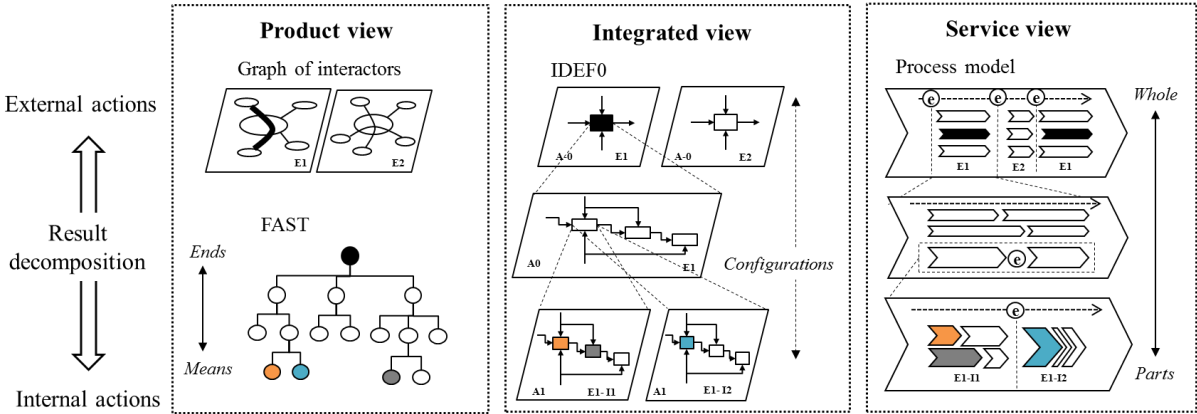 External actions
Result
decomposition
Internal actions
Product view
Graph of interactors
E1
E2
FAST
Ends
Means
Integrated view
IDEF0
A-0
E1
A-0
E2
A0
E1
Configurations
A1
E1-I1
A1
E1-I2
Service view
Process model
e
e
e
E1
E2
E1
e
e
E1-I1
E1-I2
Whole
Parts